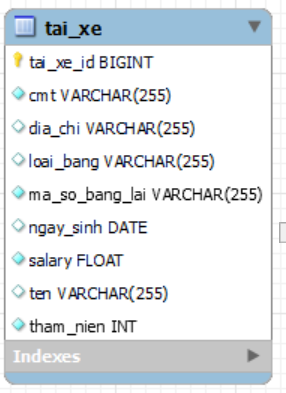 tai_xe
tai_xe_id BIGINT
cmt VARCHAR(255)
dia_chi VARCHAR(255)
loai_bang VARCHAR(255)
ma_so_bang_lai VARCHAR(255)
ngay_sinh DATE
salary FLOAT
ten VARCHAR(255)
tham_nien INT
Indexes